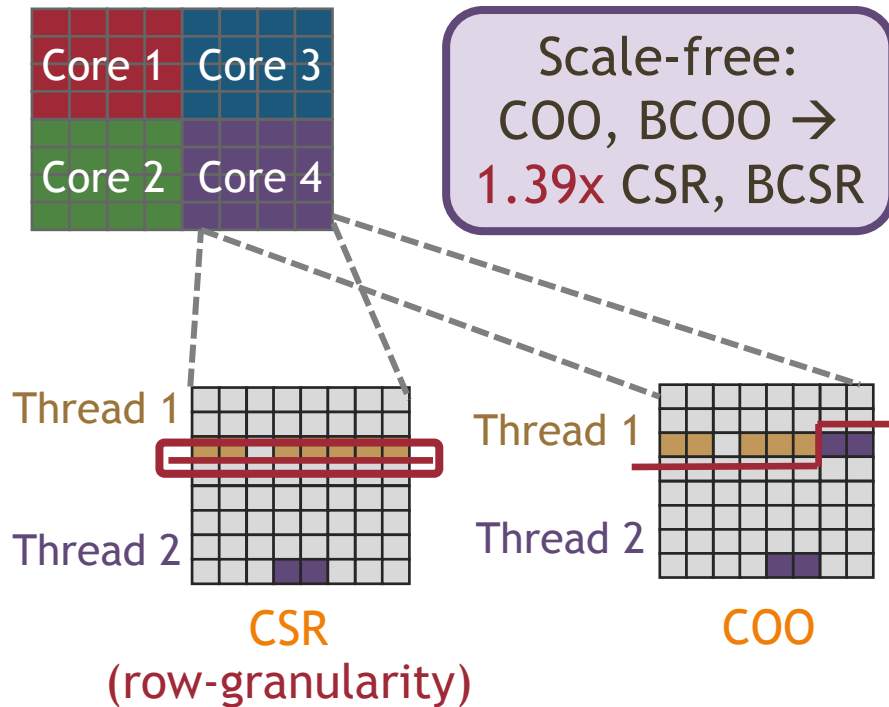 Core 1
Core 3
Core 2
Core 4
Scale-free:
COO, BCOO →
1.39x CSR, BCSR
Thread 1
Thread 2
CSR
(row-granularity)
Thread 1
Thread 2
COO